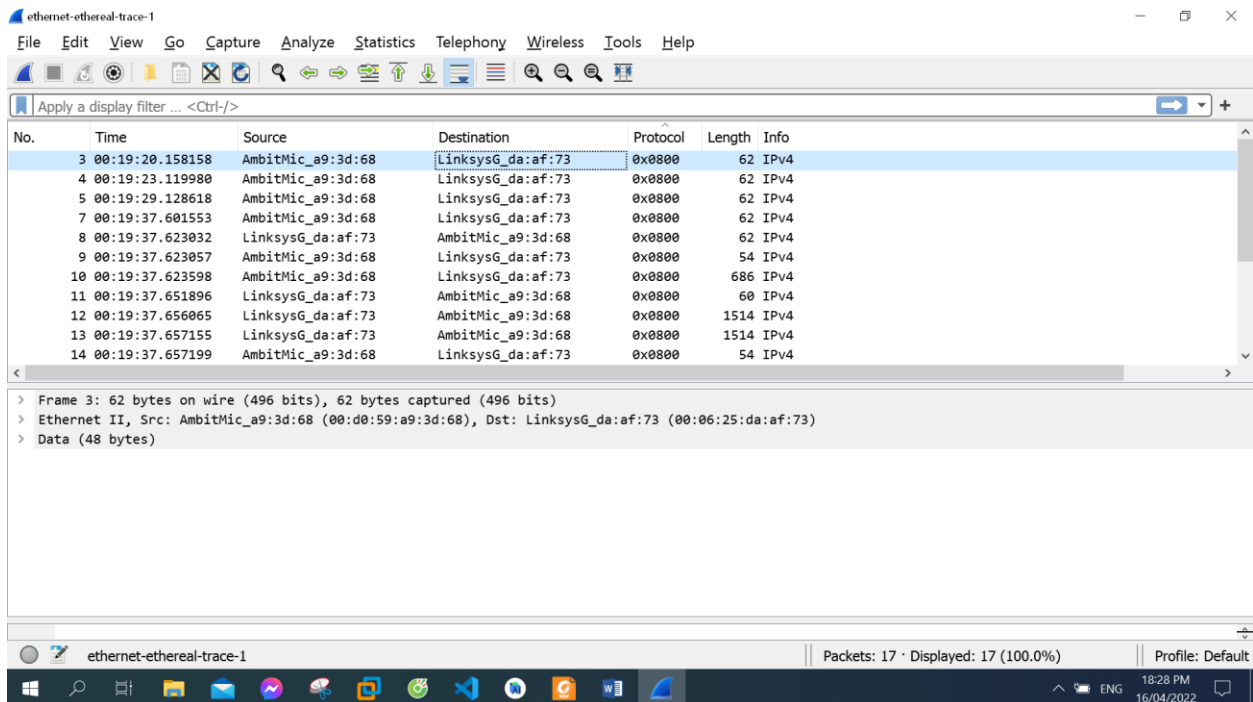 ethernet-ethereal-trace-1
File Edit View Go Capture Analyze Statistics Telephony Wireless Tools Help
Apply a display filter ... <Ctrl-/>
No. Time Source Destination Protocol Length Info
3 00:19:20.158158 AmbitMic_a9:3d:68 LinksysG_da:af:73 0x0800 62 IPv4
4 00:19:23.119980 AmbitMic_a9:3d:68 LinksysG_da:af:73 0x0800 62 IPv4
5 00:19:29.128618 AmbitMic_a9:3d:68 LinksysG_da:af:73 0x0800 62 IPv4
7 00:19:37.601553 AmbitMic_a9:3d:68 LinksysG_da:af:73 0x0800 62 IPv4
8 00:19:37.623032 LinksysG_da:af:73 AmbitMic_a9:3d:68 0x0800 62 IPv4
9 00:19:37.623057 AmbitMic_a9:3d:68 LinksysG_da:af:73 0x0800 54 IPv4
10 00:19:37.623598 AmbitMic_a9:3d:68 LinksysG_da:af:73 0x0800 686 IPv4
11 00:19:37.651896 LinksysG_da:af:73 AmbitMic_a9:3d:68 0x0800 60 IPv4
12 00:19:37.656065 LinksysG_da:af:73 AmbitMic_a9:3d:68 0x0800 1514 IPv4
13 00:19:37.657155 LinksysG_da:af:73 AmbitMic_a9:3d:68 0x0800 1514 IPv4
14 00:19:37.657199 AmbitMic_a9:3d:68 LinksysG_da:af:73 0x0800 54 IPv4
> Frame 3: 62 bytes on wire (496 bits), 62 bytes captured (496 bits)
> Ethernet II, Src: AmbitMic_a9:3d:68 (00:d0:59:a9:3d:68), Dst: LinksysG_da:af:73 (00:06:25:da:af:73)
> Data (48 bytes)
ethernet-ethereal-trace-1 Packets: 17 · Displayed: 17 (100.0%) Profile: Default
ENG 18:28 PM
16/04/2022